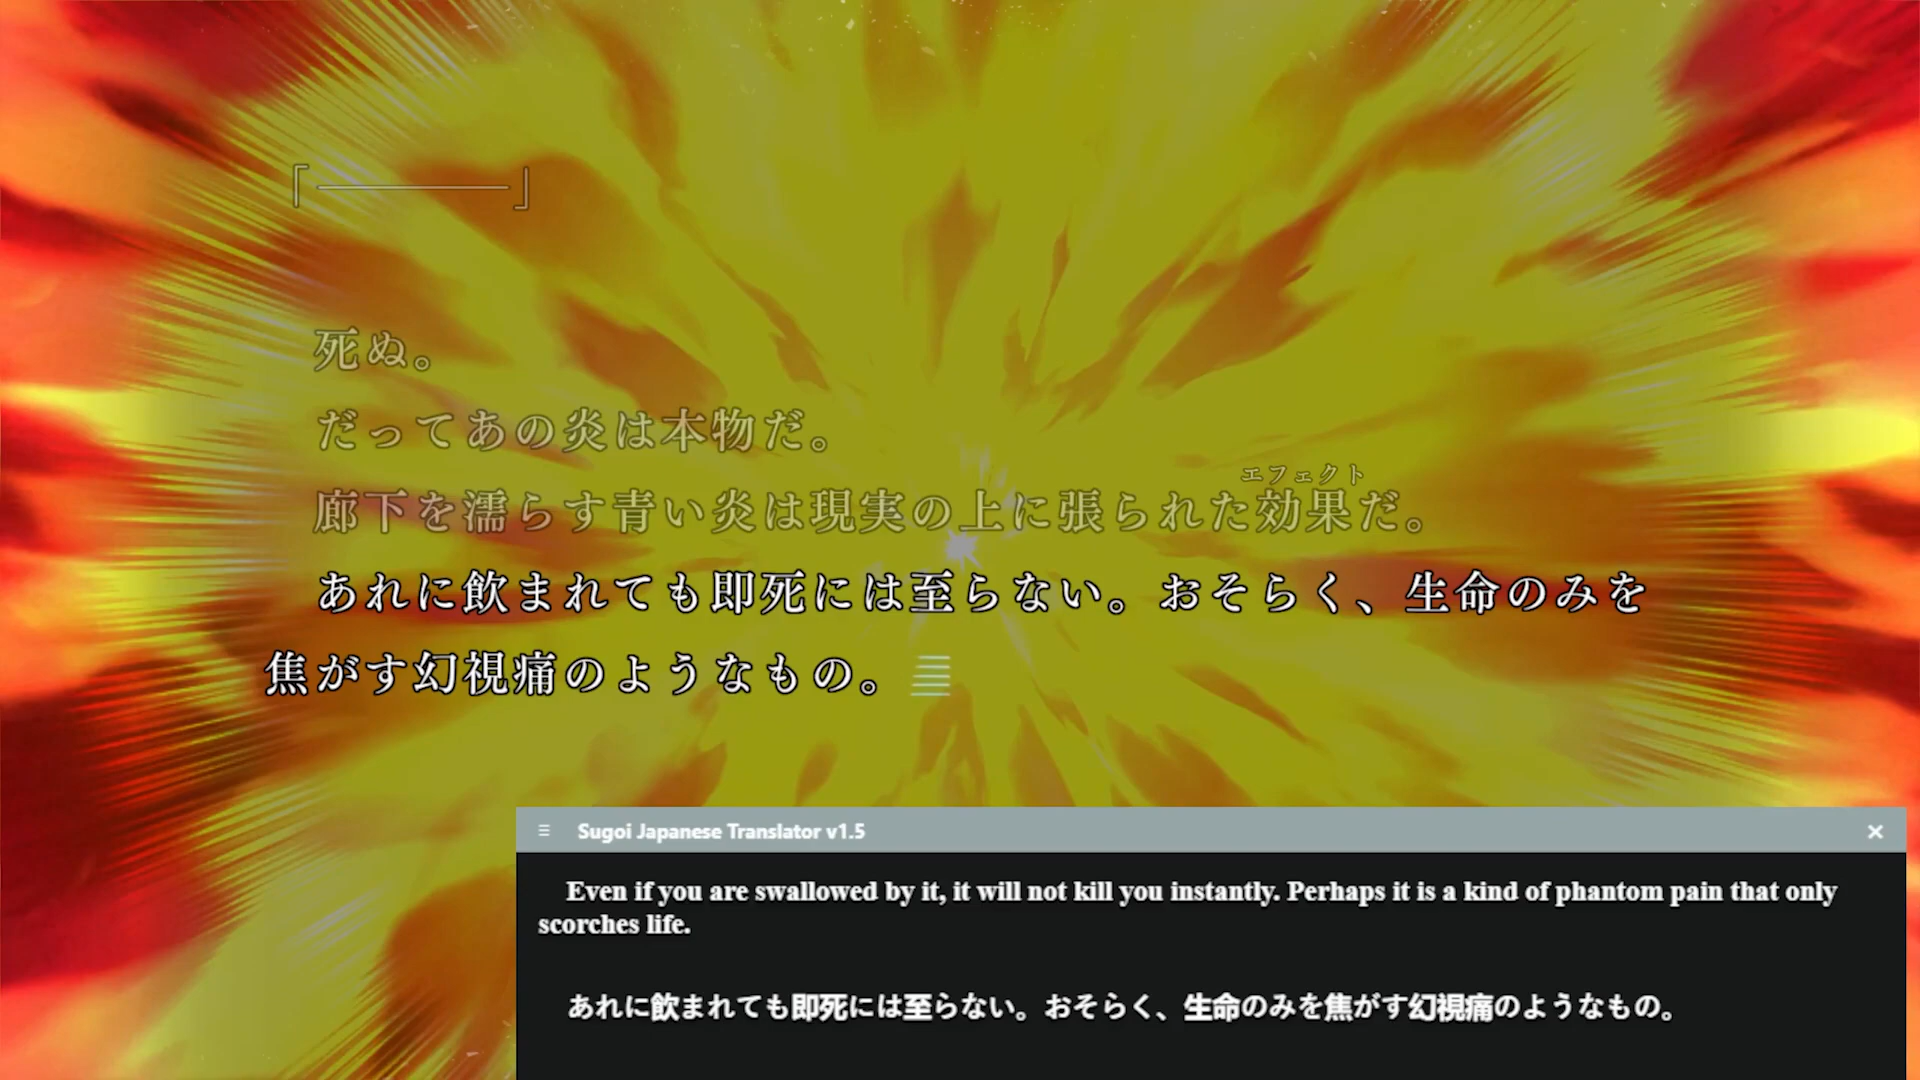 「――――」
死ぬ。
だってあの炎は本物だ。
エフェクト
廊下を濡らす青い炎は現実の上に張られた効果だ。
あれに飲まれても即死には至らない。おそらく、生命のみを
焦がす幻視痛のようなもの。
Sugoi Japanese Translator v1.5
Even if you are swallowed by it, it will not kill you instantly. Perhaps it is a kind of phantom pain that only
scorches life.
あれに飲まれても即死には至らない。おそらく、生命のみを焦がす幻視痛のようなもの。